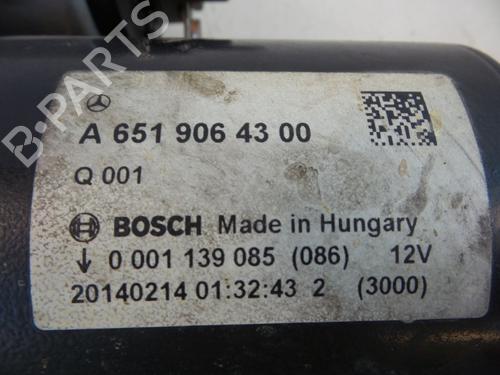 B-PARTS
A 651 906 43 00
Q 001
BOSCH Made in Hungary
↓ 0 001 139 085 (086) 12V
20140214 01:32:43 2 (3000)